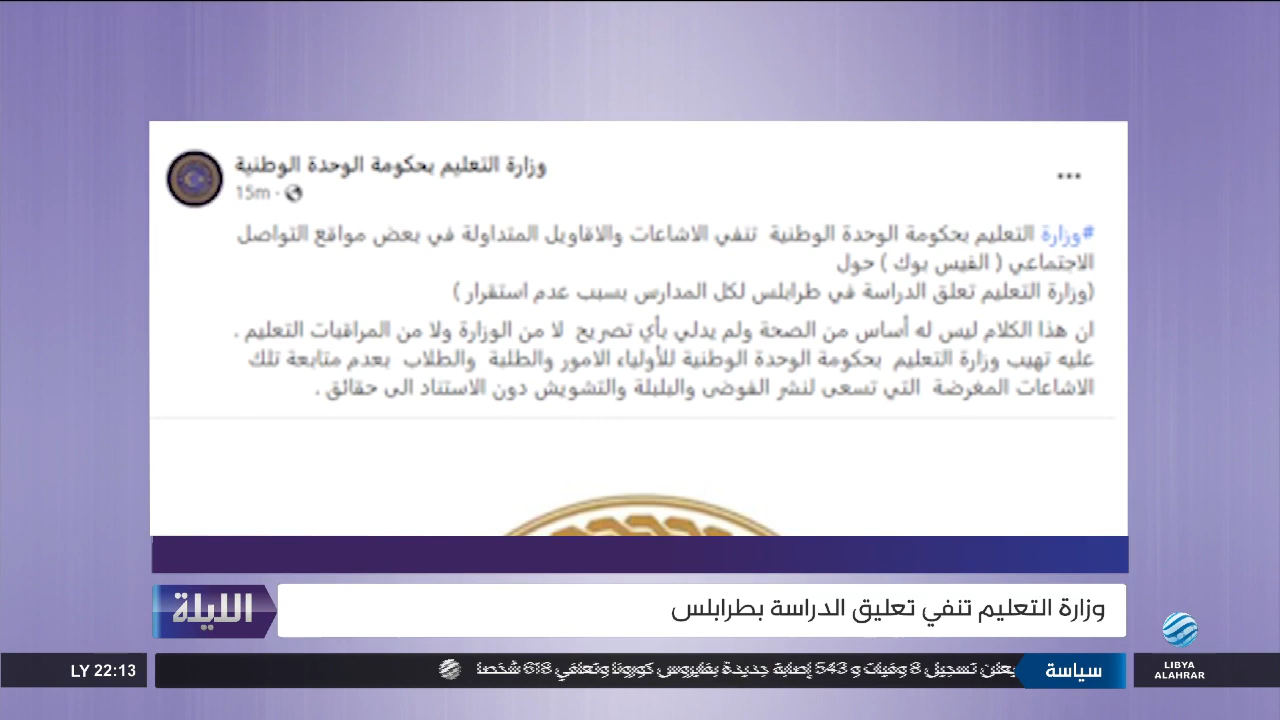 وزارة التعليم بحكومة الوحدة الوطنية
15m ·
...
#وزارة التعليم بحكومة الوحدة الوطنية تنفي الاشاعات والاقاويل المتداولة في بعض مواقع التواصل
الاجتماعي ( الفيس بوك ) حول
(وزارة التعليم تعلق الدراسة في طرابلس لكل المدارس بسبب عدم استقرار )
ان هذا الكلام ليس له أساس من الصحة ولم يدلي بأي تصريح لا من الوزارة ولا من المراقبات التعليم .
عليه تهيب وزارة التعليم بحكومة الوحدة الوطنية للأولياء الامور والطلبة والطلاب بعدم متابعة تلك
الاشاعات المغرضة التي تسعى لنشر الفوضى والبلبلة والتشويش دون الاستناد الى حقائق .
وزارة التعليم تنفي تعليق الدراسة بطرابلس
الليلة
سياسة
يعلن تسجيل 8 وفيات و 543 إصابة جديدة بفايروس كورونا وتعافي 618 شخصا
LY 22:13
LIBYA
ALAHRAR